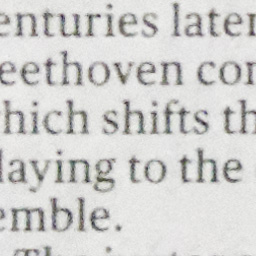 enturies later
eethoven con
hich shifts th
laying to the
emble.